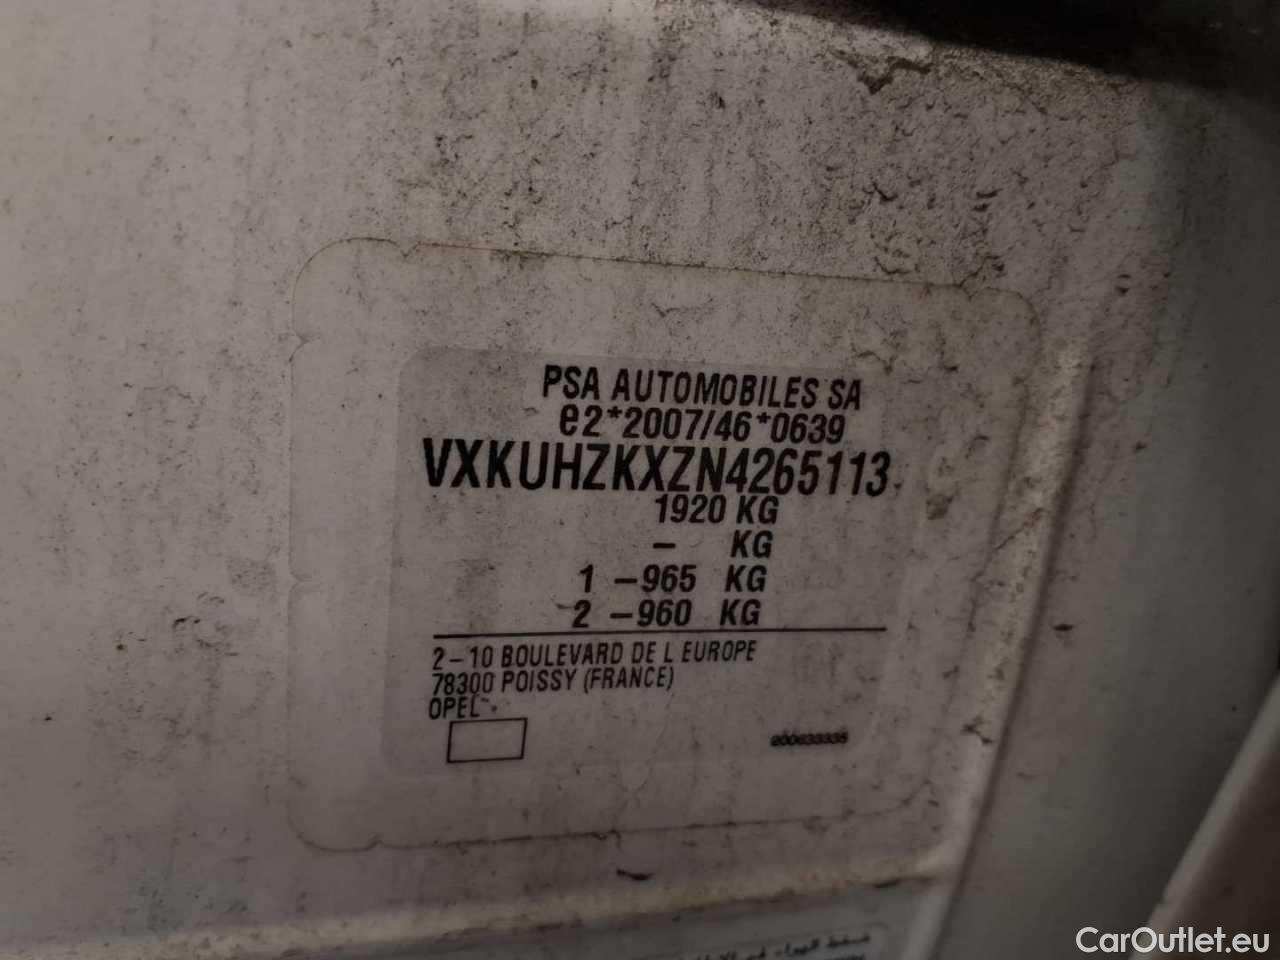 PSA AUTOMOBILES SA
e2*2007/46*0639
VXKUHZKXZN4265113
1920 KG
- KG
1 -965 KG
2 -960 KG
2-10 BOULEVARD DE L EUROPE
78300 POISSY (FRANCE)
OPEL
CarOutlet.eu